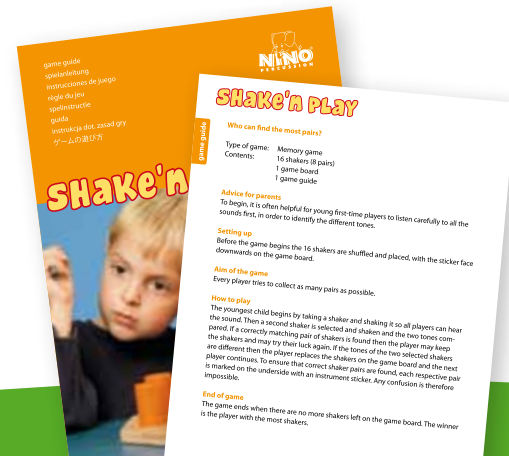 game guide
spielanleitung
instrucciones de juego
règle du jeu
spelinstructie
guida
instrukcja dot. zasad gry
ゲームの遊び方
NINO
PERCUSSION
SHAKE'n
SHAKE'n PLAY
game guide
Who can find the most pairs?
Type of game: Memory game
Contents: 16 shakers (8 pairs)
1 game board
1 game guide
Advice for parents
To begin, it is often helpful for young first-time players to listen carefully to all the
sounds first, in order to identify the different tones.
Setting up
Before the game begins the 16 shakers are shuffled and placed, with the sticker face
downwards on the game board.
Aim of the game
Every player tries to collect as many pairs as possible.
How to play
The youngest child begins by taking a shaker and shaking it so all players can hear
the sound. Then a second shaker is selected and shaken and the two tones com-
pared. If a correctly matching pair of shakers is found then the player may keep
the shakers and may try their luck again. If the tones of the two selected shakers
are different then the player replaces the shakers on the game board and the next
player continues. To ensure that correct shaker pairs are found, each respective pair
is marked on the underside with an instrument sticker. Any confusion is therefore
impossible.
End of game
The game ends when there are no more shakers left on the game board. The winner
is the player with the most shakers.